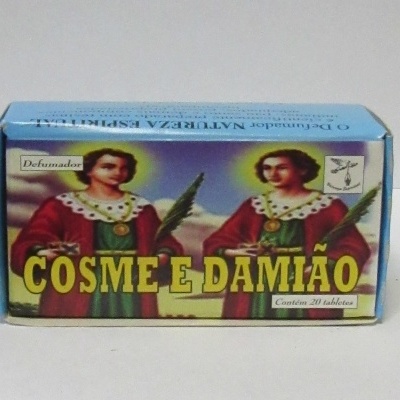 O Defumador NATUREZA ESPIRITUAL
Defumador
COSME E DAMIÃO
Contém 20 tabletes